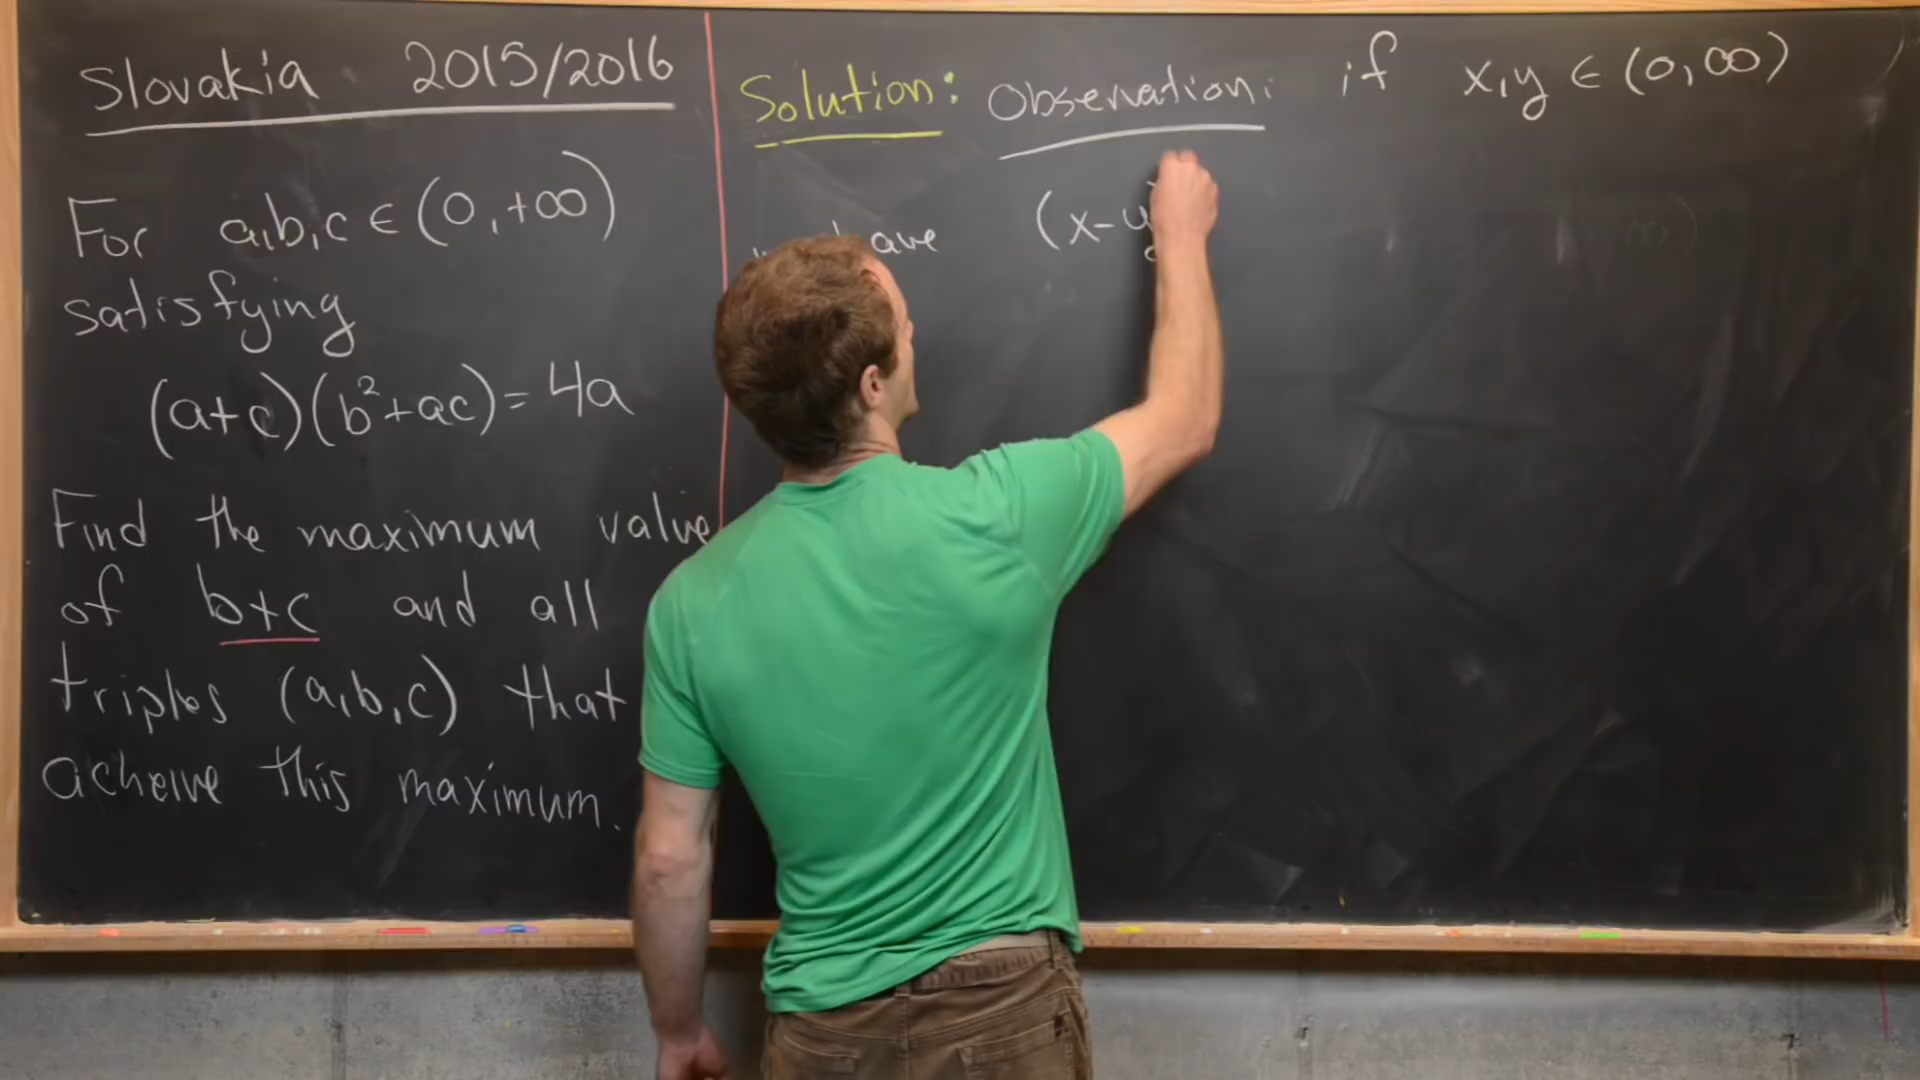 Slovakia 2015/2016
For a,b,c ∈ (0,+∞)
satisfying
(a+c)(b²+ac)=4a
Find the maximum value
of b+c and all
triples (a,b,c) that
acheive this maximum.
Solution: Observation: if x,y ∈ (0,∞)
(x-y